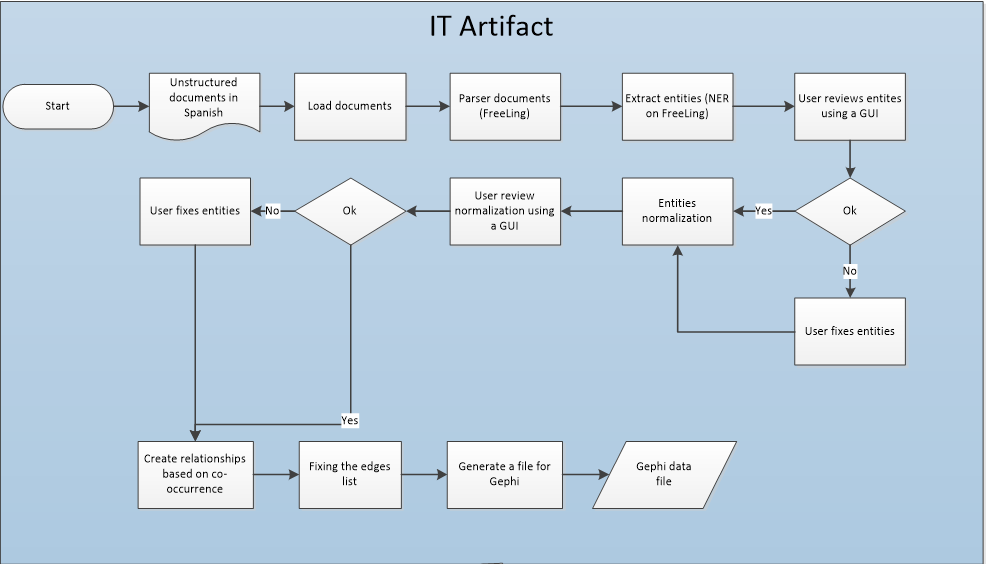 IT Artifact
Start
Unstructured
documents in
Spanish
Load documents
Parser documents
(FreeLing)
Extract entities (NER
on FreeLing)
User reviews entites
using a GUI
User fixes entities
No
Ok
User review
normalization using
a GUI
Entities
normalization
Yes
Ok
No
User fixes entities
Yes
Create relationships
based on co-
occurrence
Fixing the edges
list
Generate a file for
Gephi
Gephi data
file